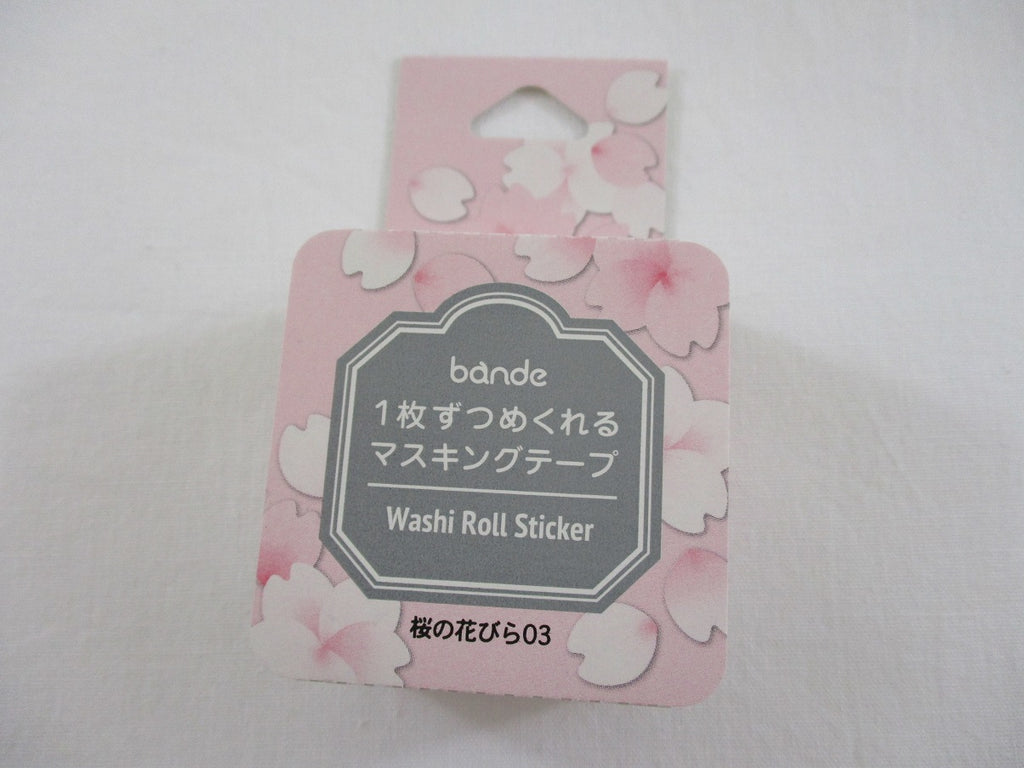 bande
1枚ずつめくれる
マスキングテープ
Washi Roll Sticker
桜の花びら03